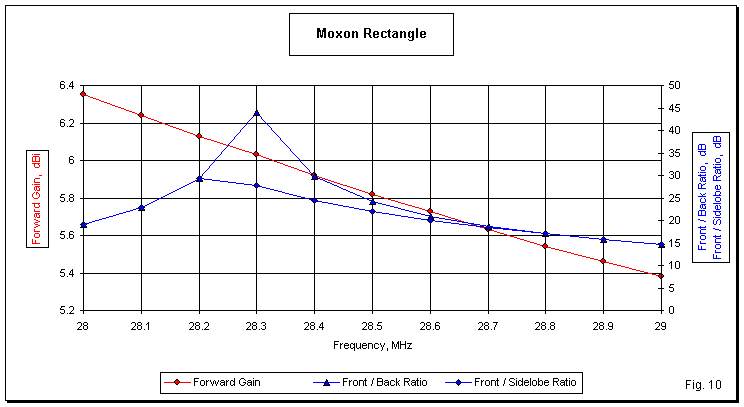 Moxon Rectangle
6.4
6.2
6
5.8
5.6
5.4
5.2
Forward Gain, dBi
50
45
40
35
30
25
20
15
10
5
0
Front / Back Ratio, dB
Front / Sidelobe Ratio, dB
28 28.1 28.2 28.3 28.4 28.5 28.6 28.7 28.8 28.9 29
Frequency, MHz
Forward Gain Front / Back Ratio Front / Sidelobe Ratio
Fig. 10